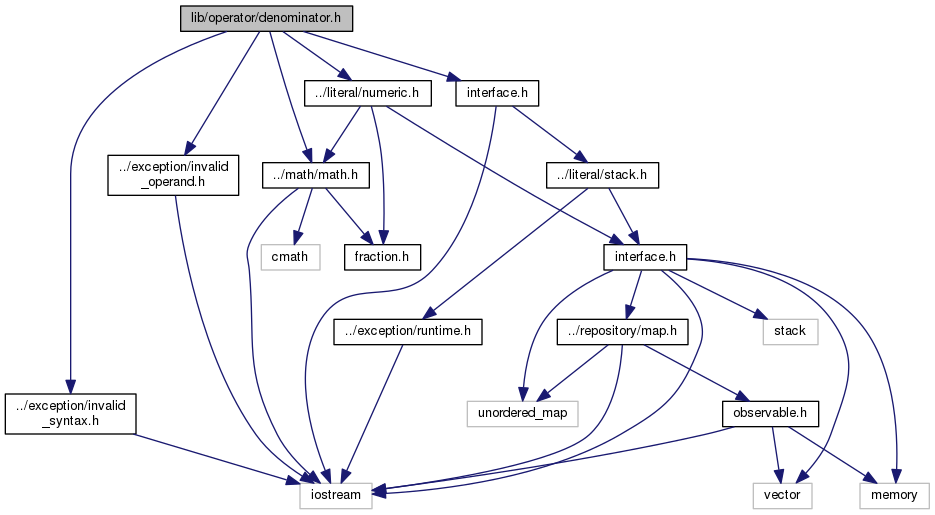 lib/operator/denominator.h
../literal/numeric.h
interface.h
../exception/invalid
_operand.h
../math/math.h
../literal/stack.h
cmath
fraction.h
interface.h
../exception/runtime.h
../repository/map.h
stack
../exception/invalid
_syntax.h
unordered_map
observable.h
iostream
vector
memory